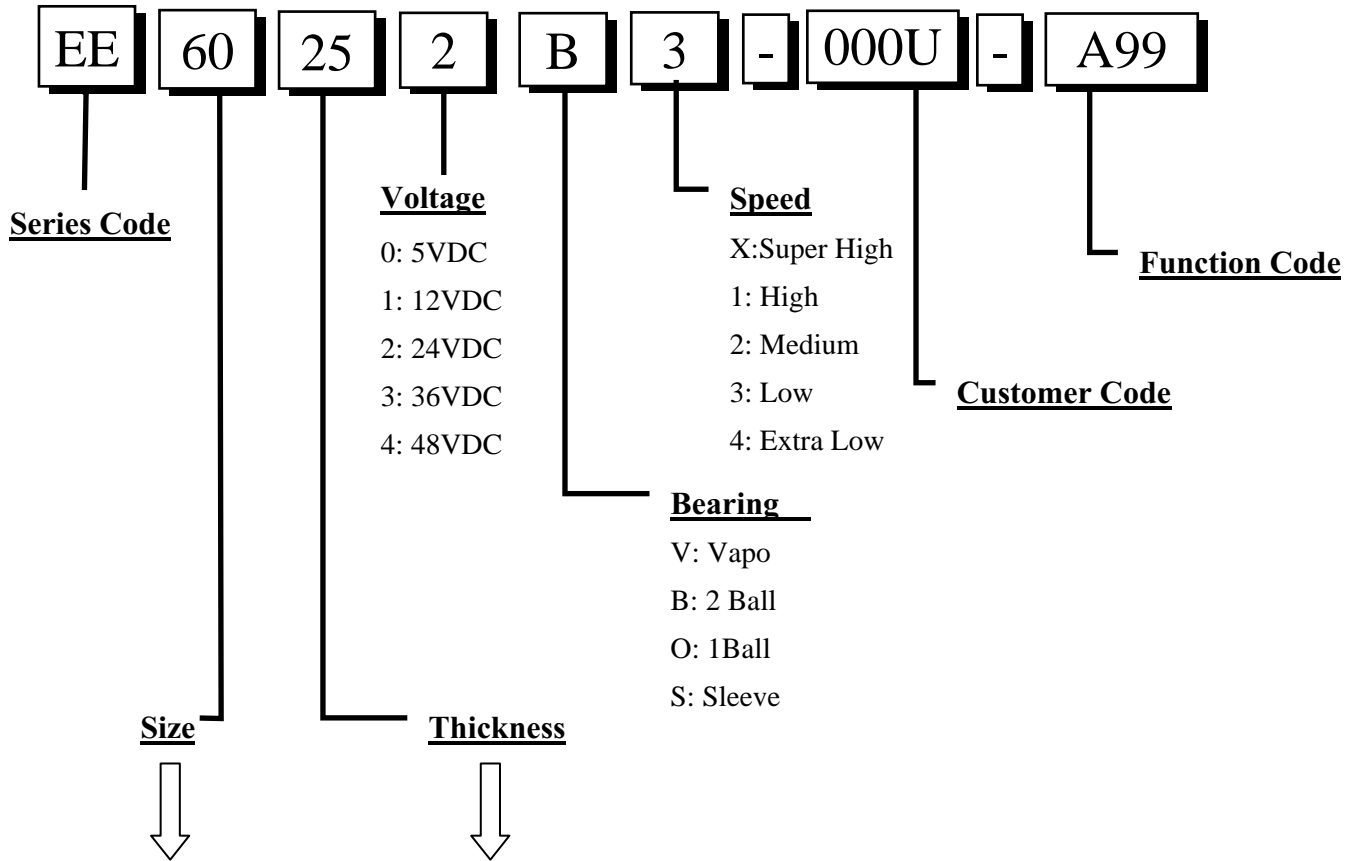 EE 60 25 2 B 3 - 000U - A99
Series Code
Voltage
0: 5VDC
1: 12VDC
2: 24VDC
3: 36VDC
4: 48VDC
Speed
X:Super High
1: High
2: Medium
3: Low
4: Extra Low
Function Code
Customer Code
Bearing
V: Vapo
B: 2 Ball
O: 1Ball
S: Sleeve
Size
Thickness